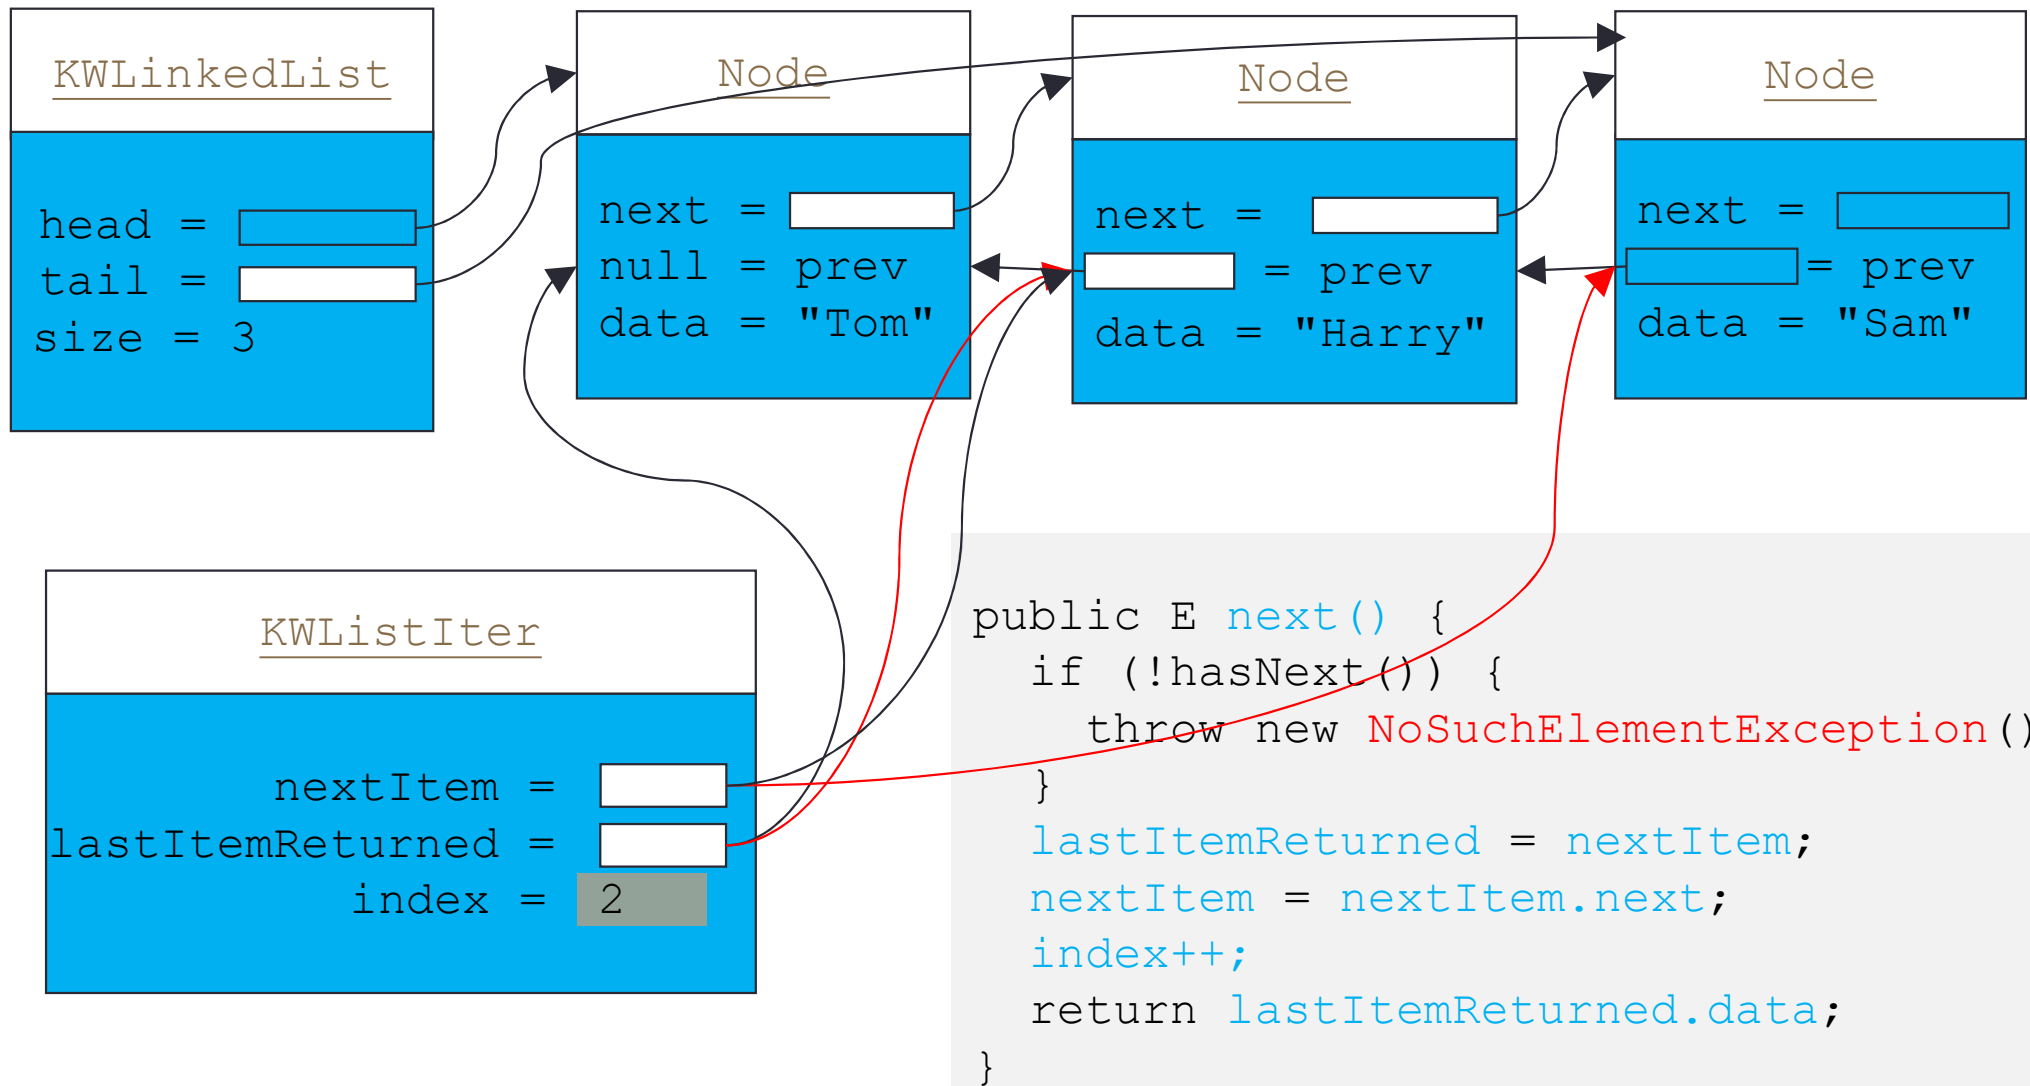 KWLinkedList
head =
tail =
size = 3
Node
next =
null = prev
data = "Tom"
Node
next =
= prev
data = "Harry"
Node
next =
= prev
data = "Sam"
KWListIter
nextItem =
lastItemReturned =
index = 2
public E next() {
if (!hasNext()) {
throw new NoSuchElementException()
}
lastItemReturned = nextItem;
nextItem = nextItem.next;
index++;
return lastItemReturned.data;
}